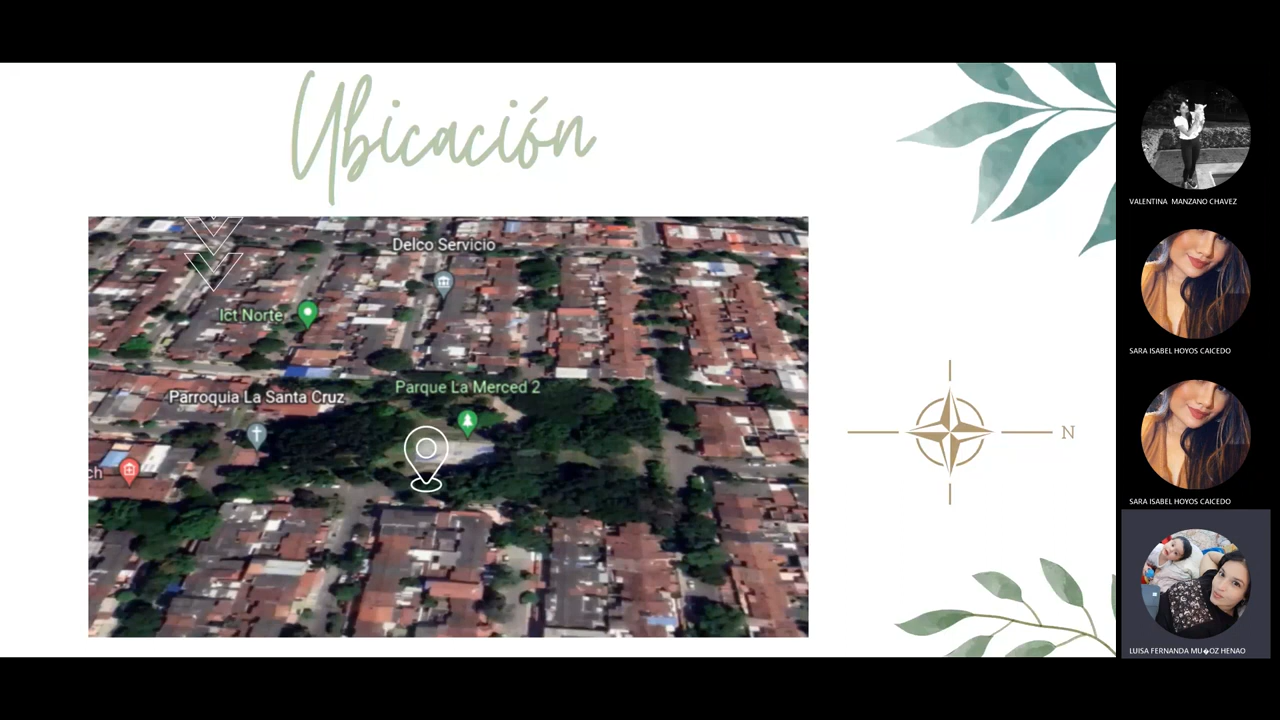 Ubicación
Delco Servicio
Ict Norte
Parque La Merced 2
Parroquia La Santa Cruz
ch
N
VALENTINA MANZANO CHAVEZ
SARA ISABEL HOYOS CAICEDO
SARA ISABEL HOYOS CAICEDO
LUISA FERNANDA MU�OZ HENAO